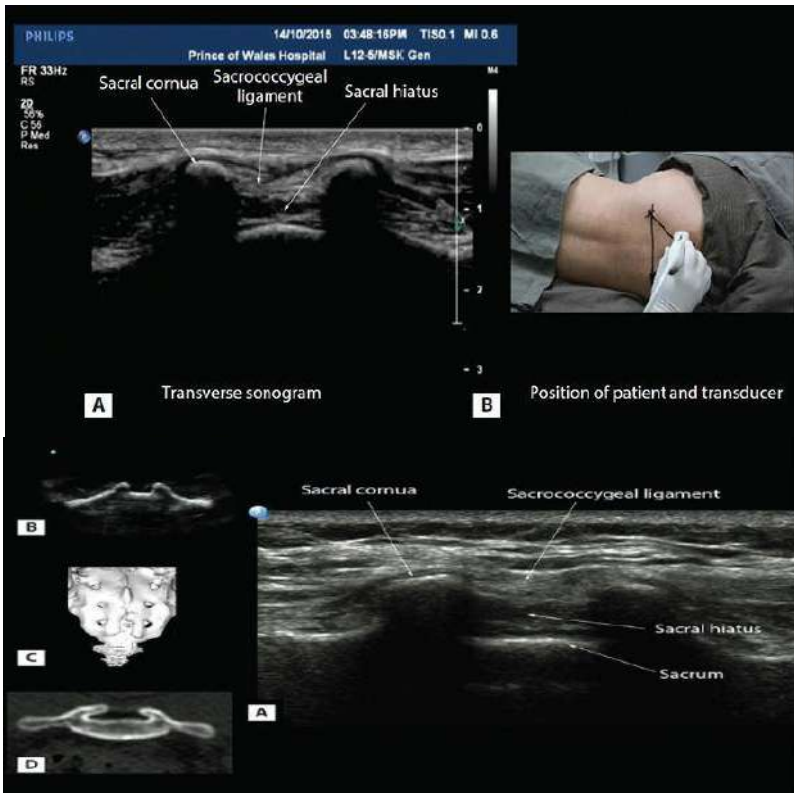 PHILIPS
14/10/2015 03:48:16PM TIS0.1 MI 0.6
Prince of Wales Hospital L12-5/MSK Gen
FR 33Hz
RS
2D
56%
C 56
P Med
Res
M4
Sacral cornua
Sacrococcygeal
ligament
Sacral hiatus
0
1
2
3
A
Transverse sonogram
B
Position of patient and transducer
B
C
D
Sacral cornua
Sacrococcygeal ligament
Sacral hiatus
Sacrum
A